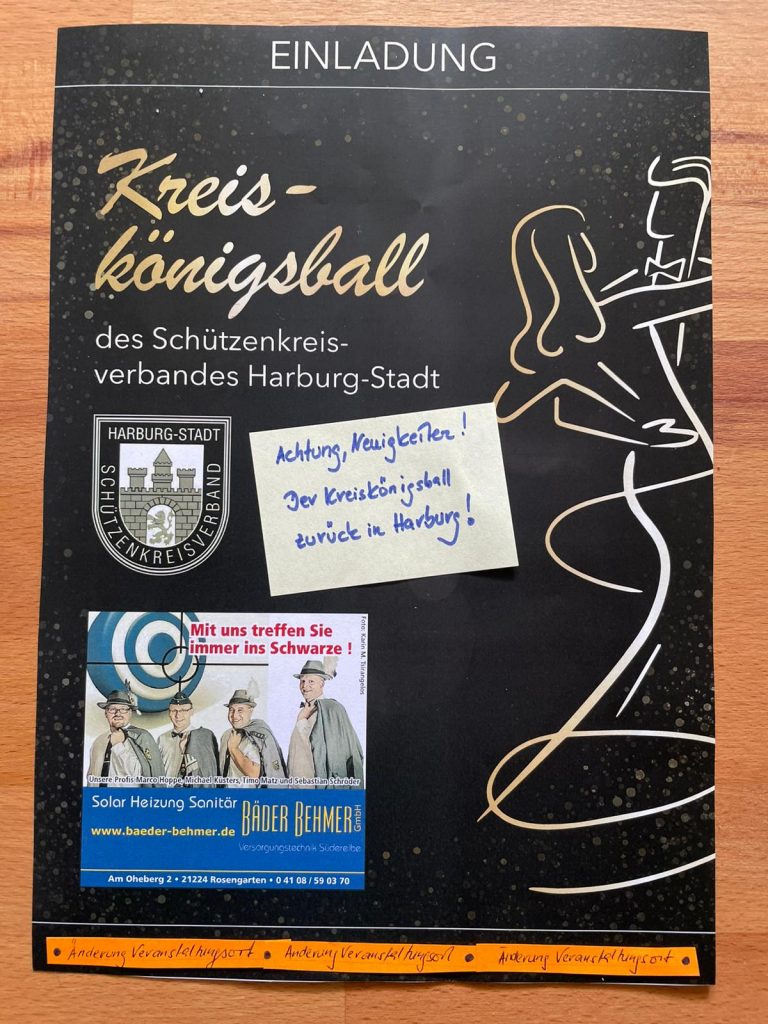 EINLADUNG
Kreis-
königsball
des Schützenkreis-
verbandes Harburg-Stadt
HARBURG-STADT
SCHÜTZENKREISVERBAND
Achtung, Neuigkeiten!
Der Kreiskönigsball
zurück in Harburg!
Mit uns treffen Sie
immer ins Schwarze !
Foto: Karin M.
Unsere Profis Marco Hoppe, Michael Küsters, Timo Matz und Sebastian Schröder
Solar Heizung Sanitär
BÄDER BEHMER GmbH
www.baeder-behmer.de
Versorgungstechnik Süderelbe
Am Oheberg 2 • 21224 Rosengarten • 0 41 08 / 59 03 70
• Änderung Veranstaltungsort • Änderung Veranstaltungsort • Änderung Veranstaltungsort •